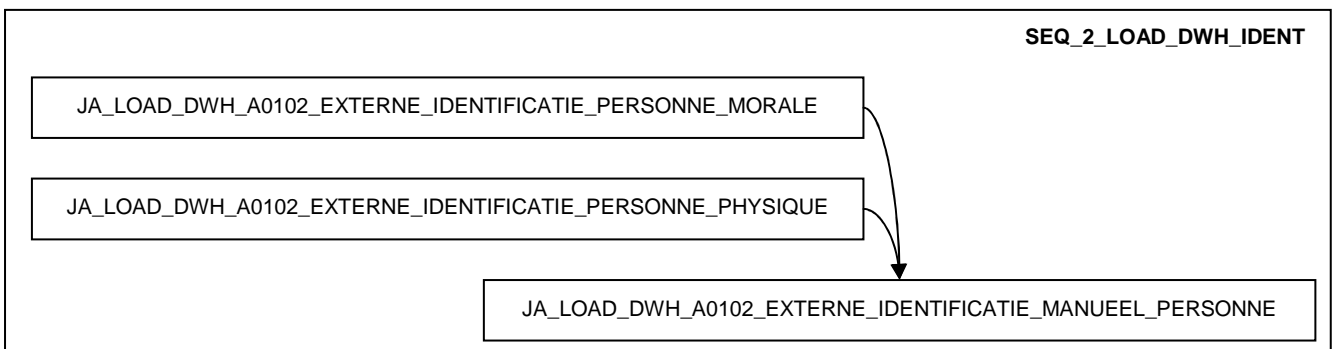 SEQ_2_LOAD_DWH_IDENT
JA_LOAD_DWH_A0102_EXTERNE_IDENTIFICATIE_PERSONNE_MORALE
JA_LOAD_DWH_A0102_EXTERNE_IDENTIFICATIE_PERSONNE_PHYSIQUE
JA_LOAD_DWH_A0102_EXTERNE_IDENTIFICATIE_MANUEEL_PERSONNE